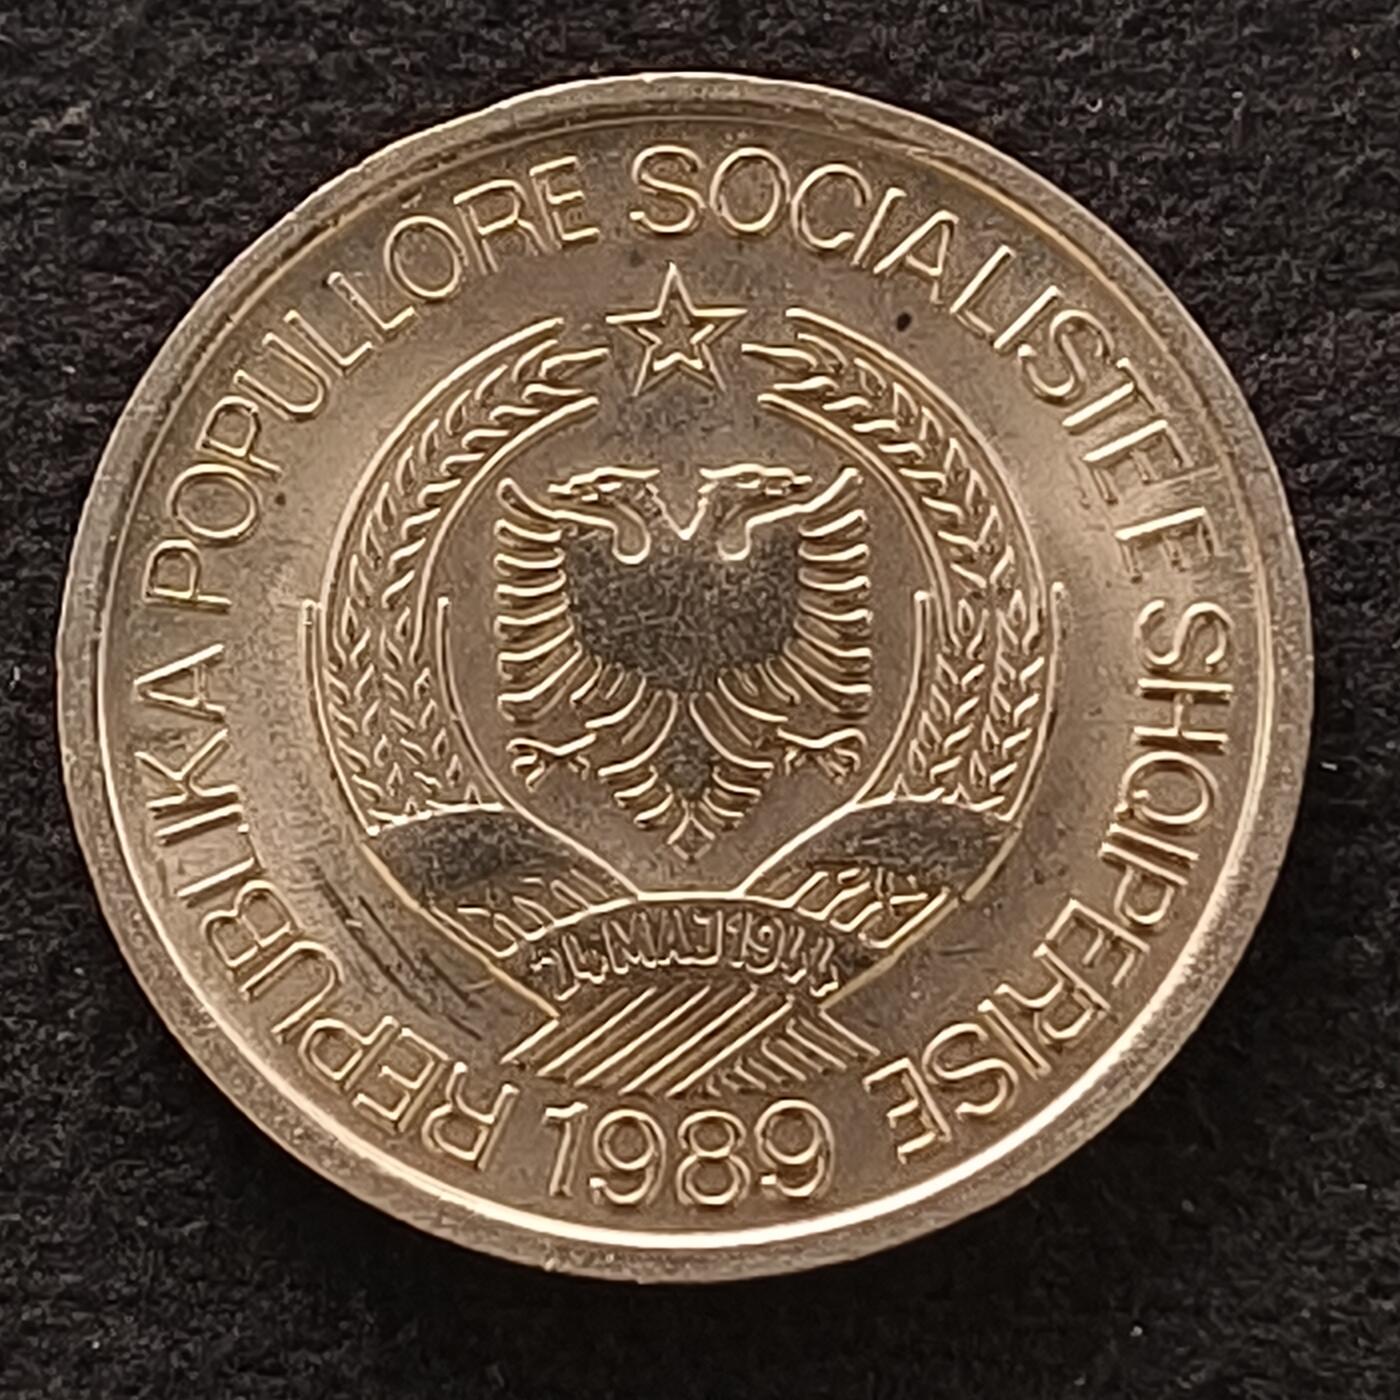 REPUBLIKA POPULLORE SOCIALISTE E SHQIPERISE
24 MAJ 1944
1989